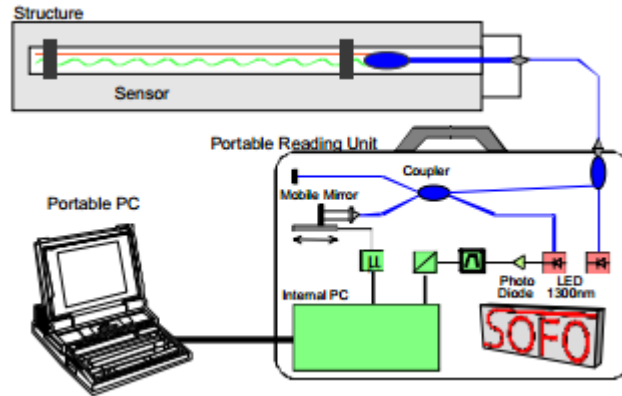 Structure
Sensor
Portable Reading Unit
Coupler
Mobile Mirror
Portable PC
µ
Internal PC
Photo
Diode
LED
1300nm
SOFO